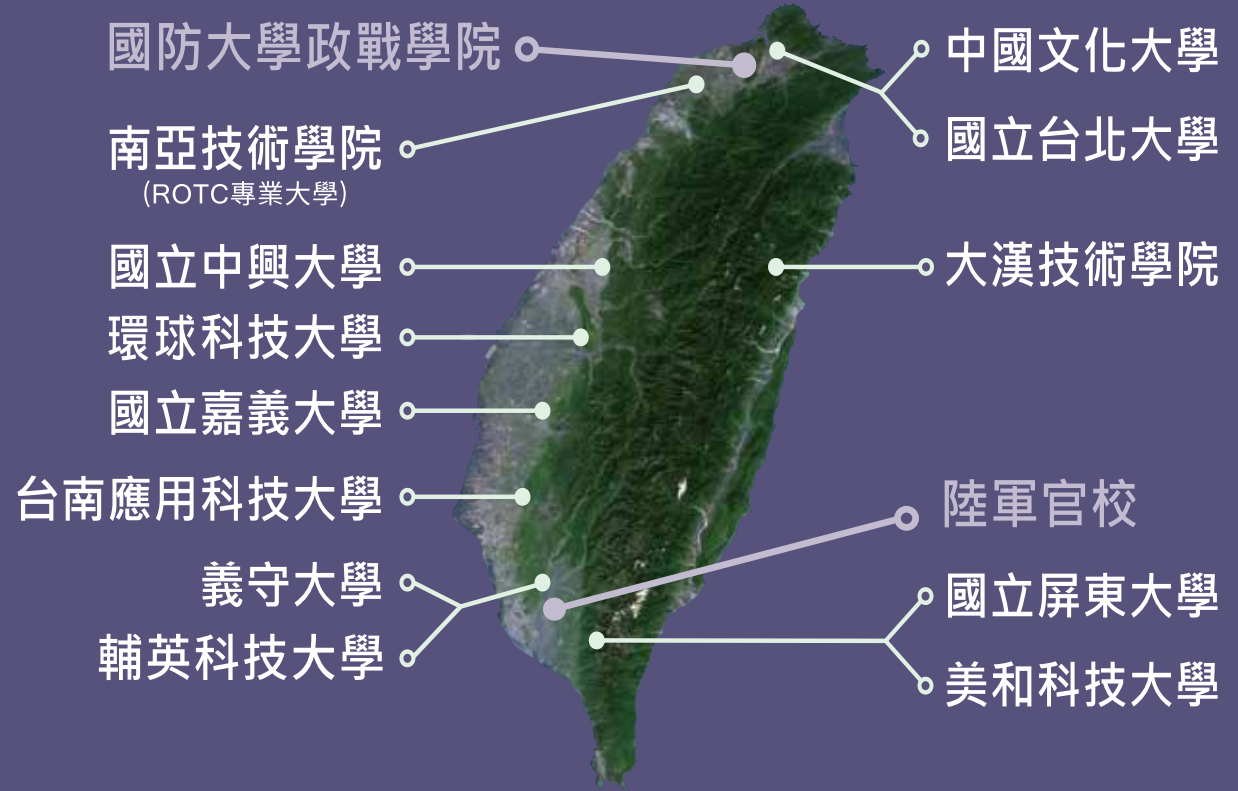 國防大學政戰學院
南亞技術學院
(ROTC專業大學)
國立中興大學
環球科技大學
國立嘉義大學
台南應用科技大學
義守大學
輔英科技大學
中國文化大學
國立台北大學
大漢技術學院
陸軍官校
國立屏東大學
美和科技大學